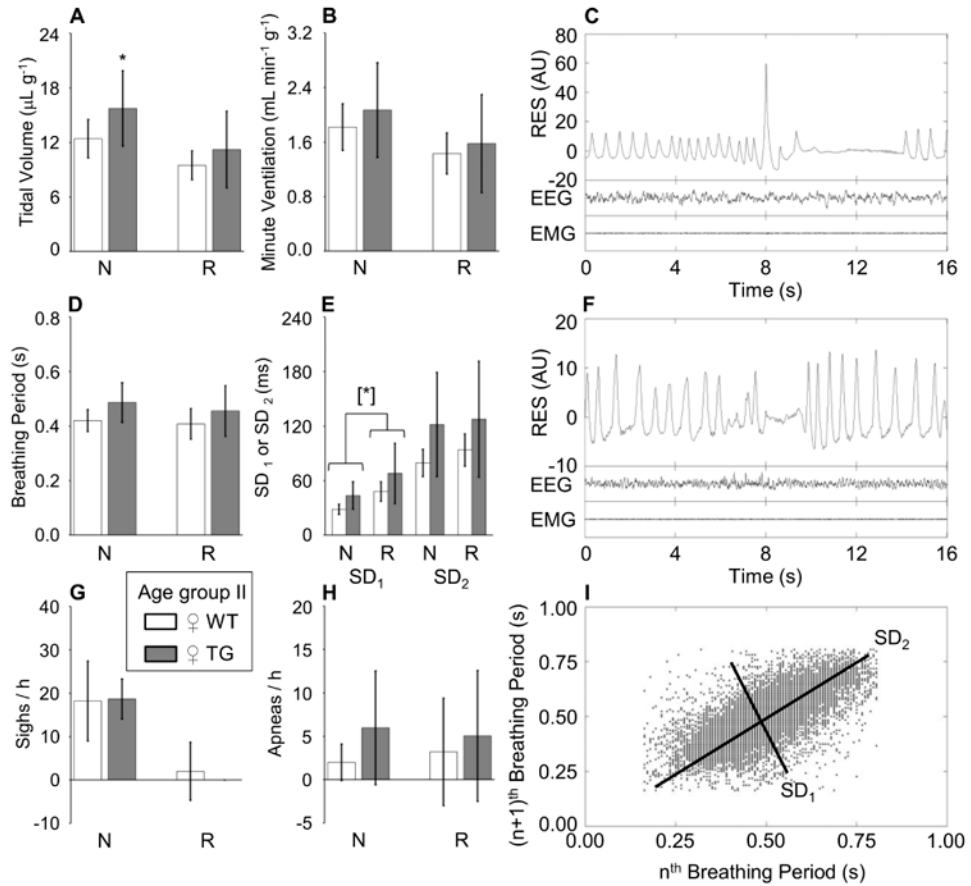 A
Tidal Volume (μL g⁻¹)
24
18
12
6
0
*
N
R
B
Minute Ventilation (mL min⁻¹ g⁻¹)
3.2
2.4
1.6
0.8
0.0
N
R
C
RES (AU)
80
60
40
20
0
-20
EEG
EMG
0
4
8
12
16
Time (s)
D
Breathing Period (s)
0.8
0.6
0.4
0.2
0.0
N
R
E
SD 1 or SD 2 (ms)
240
180
120
60
0
[*]
N
R
N
R
SD1
SD2
F
RES (AU)
20
10
0
-10
EEG
EMG
0
4
8
12
16
Time (s)
G
Sighs / h
40
30
20
10
0
-10
N
R
Age group II
♀ WT
♀ TG
H
Apneas / h
20
15
10
5
0
-5
N
R
I
(n+1)th Breathing Period (s)
1.00
0.75
0.50
0.25
0.00
SD2
SD1
0.00
0.25
0.50
0.75
1.00
nth Breathing Period (s)